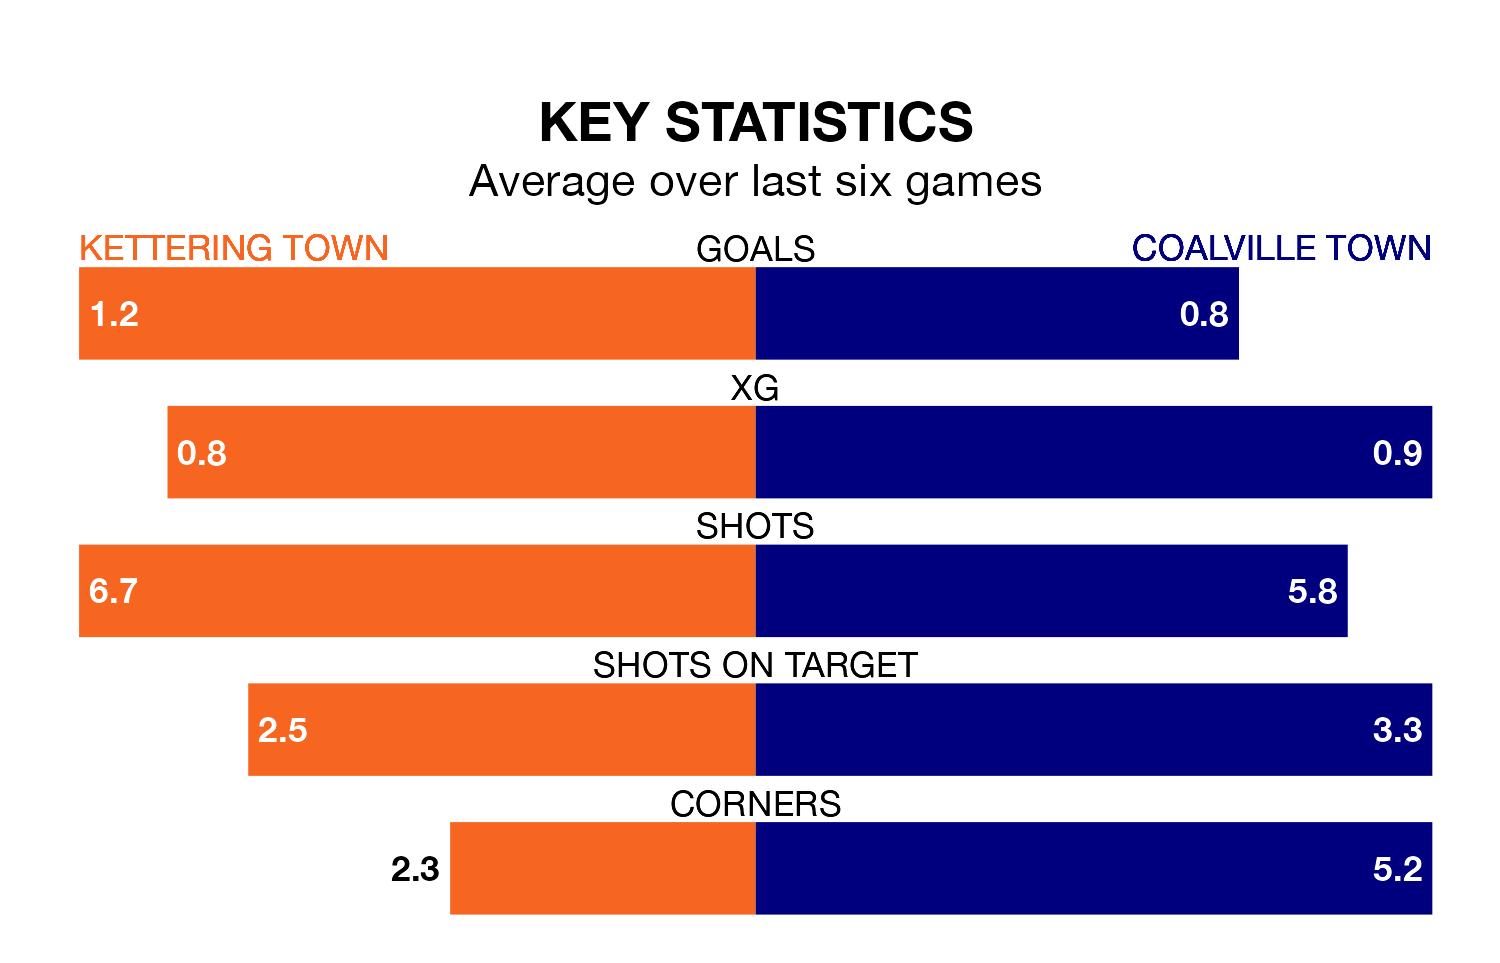 KEY STATISTICS
Average over last six games
KETTERING TOWN GOALS COALVILLE TOWN
1.2 0.8
XG
0.8 0.9
SHOTS
6.7 5.8
SHOTS ON TARGET
2.5 3.3
CORNERS
2.3 5.2